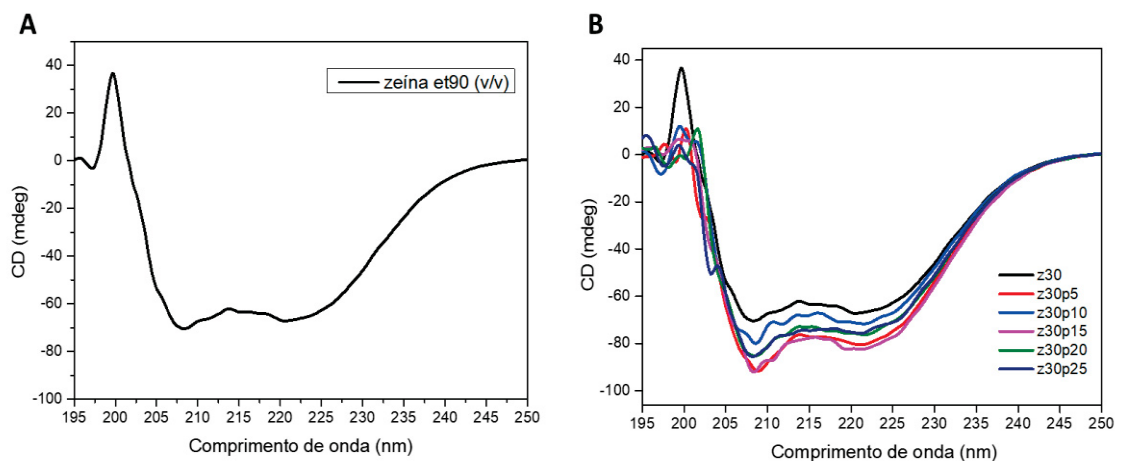 A
zeína et90 (v/v)
CD (mdeg)
40
20
0
-20
-40
-60
-80
-100
195 200 205 210 215 220 225 230 235 240 245 250
Comprimento de onda (nm)
B
CD (mdeg)
40
20
0
-20
-40
-60
-80
-100
z30
z30p5
z30p10
z30p15
z30p20
z30p25
195 200 205 210 215 220 225 230 235 240 245 250
Comprimento de onda (nm)